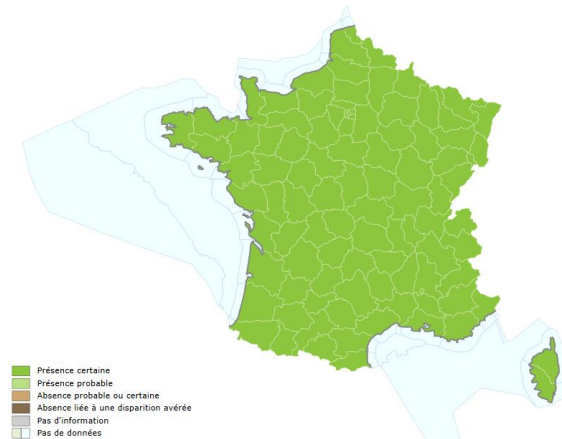 Présence certaine
Présence probable
Absence probable ou certaine
Absence liée à une disparition avérée
Pas d'information
Pas de données